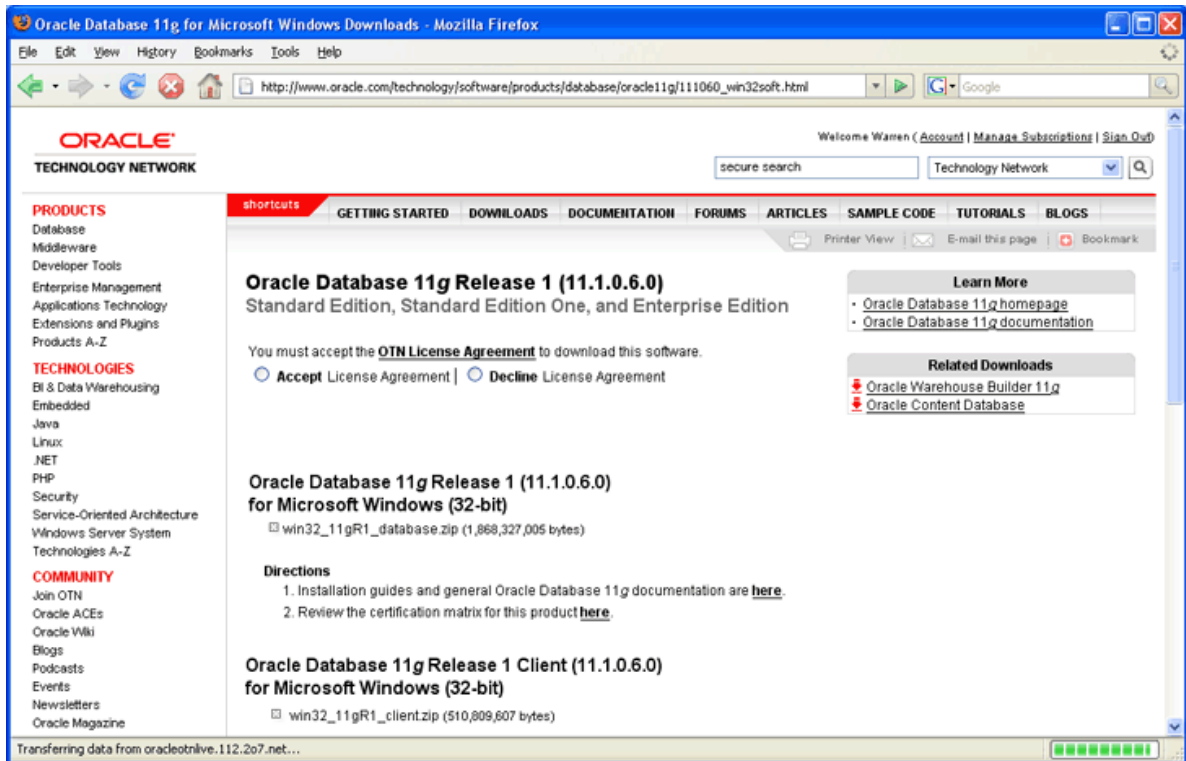 Oracle Database 11g for Microsoft Windows Downloads - Mozilla Firefox
File Edit View History Bookmarks Tools Help
http://www.oracle.com/technology/software/products/database/oracle11g/111060_win32soft.html
G Google
ORACLE
TECHNOLOGY NETWORK
Welcome Warren ( Account | Manage Subscriptions | Sign Out)
secure search
Technology Network
shortcuts GETTING STARTED DOWNLOADS DOCUMENTATION FORUMS ARTICLES SAMPLE CODE TUTORIALS BLOGS
Printer View | E-mail this page | Bookmark
PRODUCTS
Database
Middleware
Developer Tools
Enterprise Management
Applications Technology
Extensions and Plugins
Products A-Z
TECHNOLOGIES
BI & Data Warehousing
Embedded
Java
Linux
.NET
PHP
Security
Service-Oriented Architecture
Windows Server System
Technologies A-Z
COMMUNITY
Join OTN
Oracle ACEs
Oracle Wiki
Blogs
Podcasts
Events
Newsletters
Oracle Magazine
Oracle Database 11g Release 1 (11.1.0.6.0)
Standard Edition, Standard Edition One, and Enterprise Edition
You must accept the OTN License Agreement to download this software.
Accept License Agreement | Decline License Agreement
Oracle Database 11g Release 1 (11.1.0.6.0)
for Microsoft Windows (32-bit)
win32_11gR1_database.zip (1,868,327,005 bytes)
Directions
1. Installation guides and general Oracle Database 11g documentation are here.
2. Review the certification matrix for this product here.
Oracle Database 11g Release 1 Client (11.1.0.6.0)
for Microsoft Windows (32-bit)
win32_11gR1_client.zip (510,809,607 bytes)
Learn More
· Oracle Database 11g homepage
· Oracle Database 11g documentation
Related Downloads
Oracle Warehouse Builder 11g
Oracle Content Database
Transferring data from oracleotnlive.112.2o7.net...